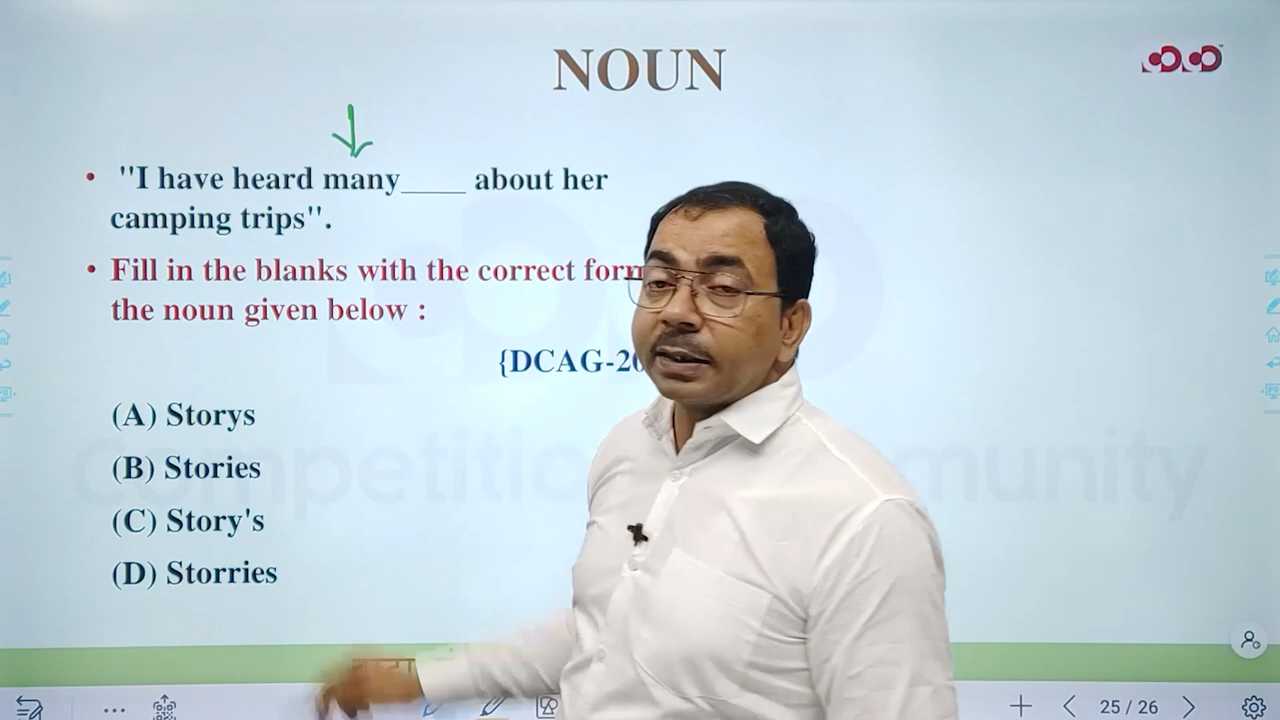 NOUN
• "I have heard many____ about her
camping trips".
• Fill in the blanks with the correct form
the noun given below :
{DCAG-20
(A) Storys
(B) Stories
(C) Story's
(D) Storries
25 / 26